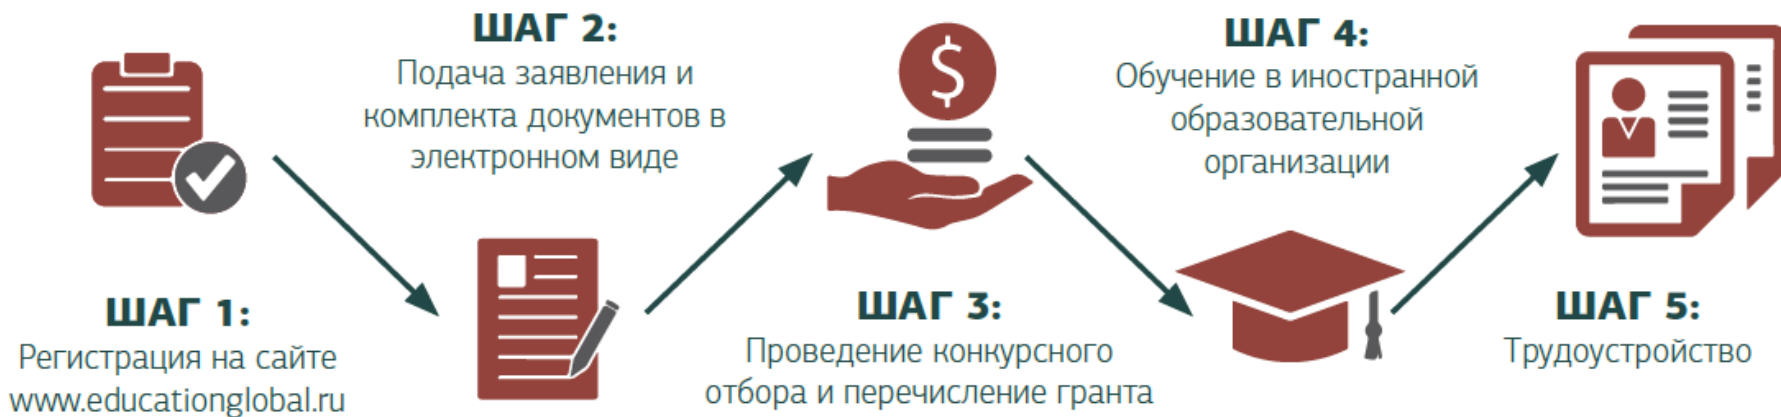 ШАГ 1:
Регистрация на сайте
www.educationglobal.ru
ШАГ 2:
Подача заявления и
комплекта документов в
электронном виде
$
ШАГ 3:
Проведение конкурсного
отбора и перечисление гранта
ШАГ 4:
Обучение в иностранной
образовательной
организации
ШАГ 5:
Трудоустройство